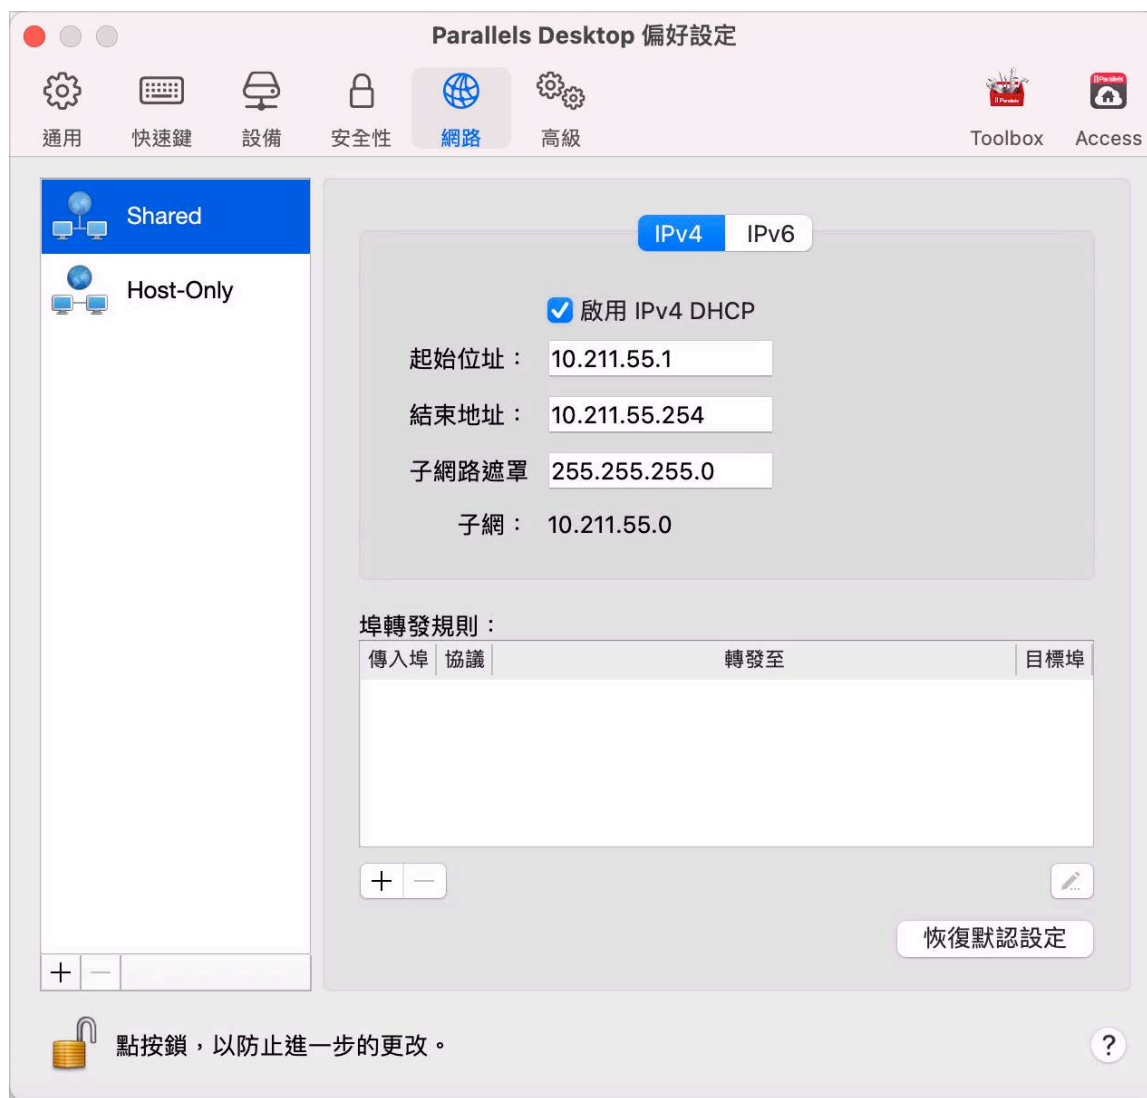 Parallels Desktop 偏好設定
通用 快速鍵 設備 安全性 網路 高級 Toolbox Access
Shared
Host-Only
IPv4 IPv6
啟用 IPv4 DHCP
起始位址： 10.211.55.1
結束地址： 10.211.55.254
子網路遮罩 255.255.255.0
子網： 10.211.55.0
埠轉發規則：
傳入埠 協議 轉發至 目標埠
恢復默認設定
點按鎖，以防止進一步的更改。
?